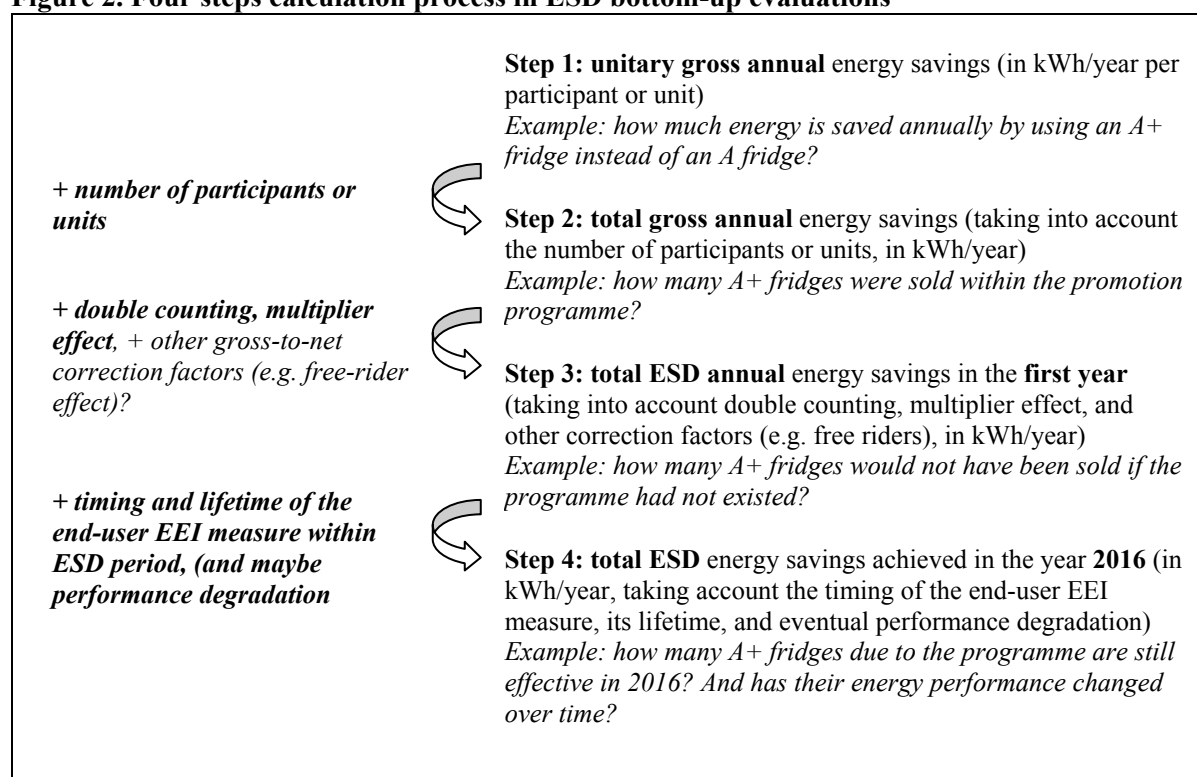 Figure 2: Four steps calculation process in ESD bottom-up evaluations
Step 1: unitary gross annual energy savings (in kWh/year per
participant or unit)
Example: how much energy is saved annually by using an A+
fridge instead of an A fridge?
+ number of participants or
units
Step 2: total gross annual energy savings (taking into account
the number of participants or units, in kWh/year)
Example: how many A+ fridges were sold within the promotion
programme?
+ double counting, multiplier
effect, + other gross-to-net
correction factors (e.g. free-rider
effect)?
Step 3: total ESD annual energy savings in the first year
(taking into account double counting, multiplier effect, and
other correction factors (e.g. free riders), in kWh/year)
Example: how many A+ fridges would not have been sold if the
programme had not existed?
+ timing and lifetime of the
end-user EEI measure within
ESD period, (and maybe
performance degradation
Step 4: total ESD energy savings achieved in the year 2016 (in
kWh/year, taking account the timing of the end-user EEI
measure, its lifetime, and eventual performance degradation)
Example: how many A+ fridges due to the programme are still
effective in 2016? And has their energy performance changed
over time?